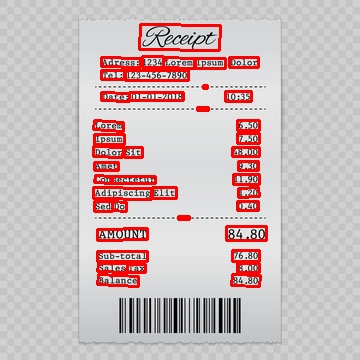 Receipt
Adress: 1234 Lorem Ipsum, Dolor
Tel: 123-456-7890
Date: 01-01-2018 10:35
Lorem 6.50
Ipsum 7.50
Dolor Sit 48.00
Amet 9.30
Consectetur 1.90
Adipiscing Elit 1.20
Sed Do 0.40
AMOUNT 84.80
Sub-total 76.80
Sales Tax 8.00
Balance 84.80